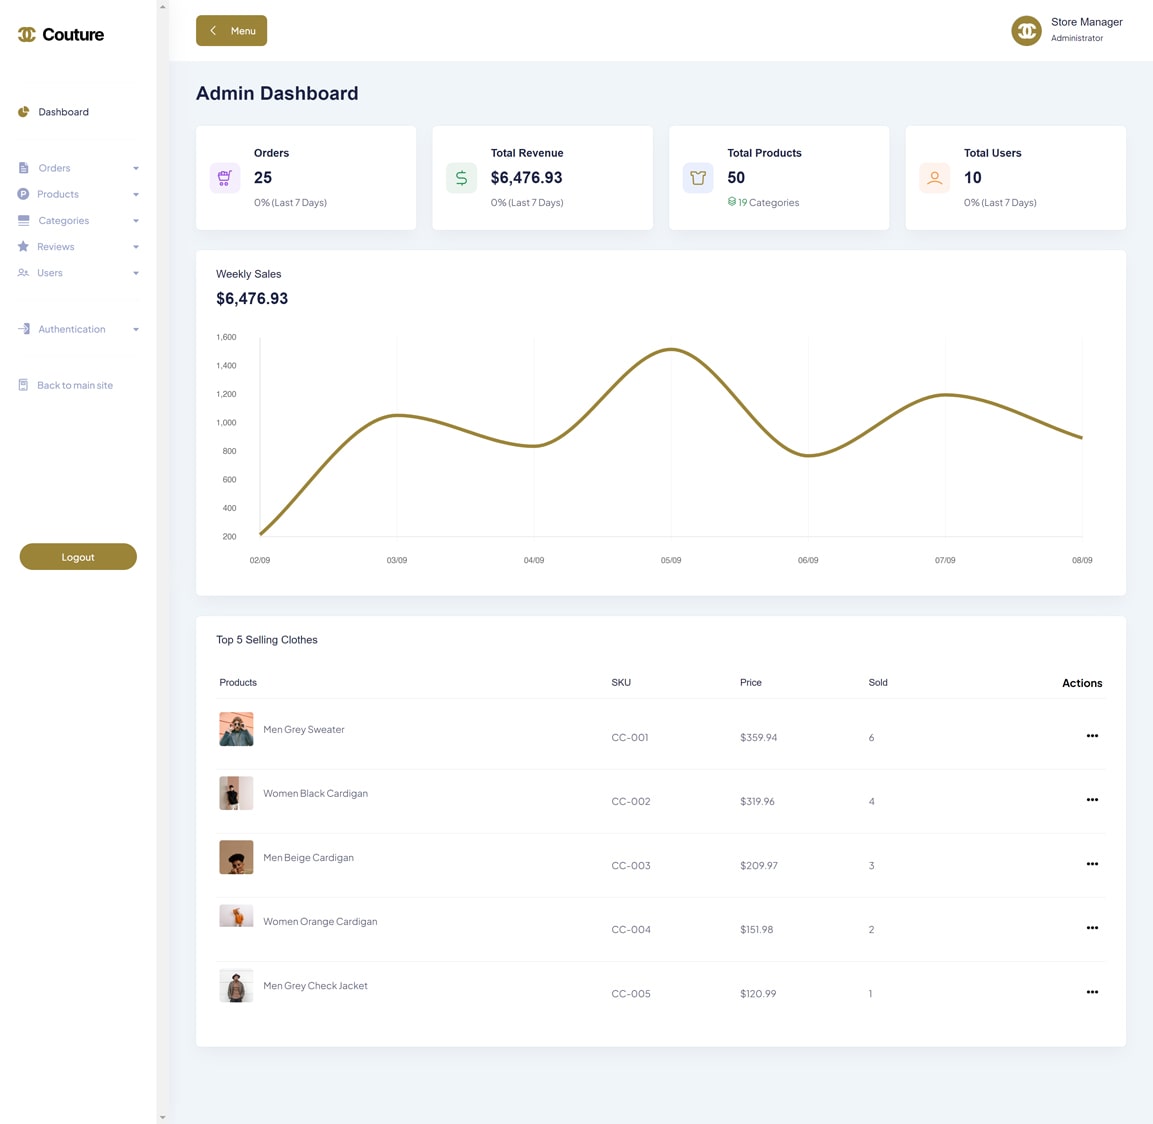 Couture
Menu
Store Manager
Administrator
Dashboard
Orders
Products
Categories
Reviews
Users
Authentication
Back to main site
Logout
Admin Dashboard
Orders
25
0% (Last 7 Days)
Total Revenue
$6,476.93
0% (Last 7 Days)
Total Products
50
19 Categories
Total Users
10
0% (Last 7 Days)
Weekly Sales
$6,476.93
1,600
1,400
1,200
1,000
800
600
400
200
02/09 03/09 04/09 05/09 06/09 07/09 08/09
Top 5 Selling Clothes
Products SKU Price Sold Actions
Men Grey Sweater CC-001 $359.94 6
Women Black Cardigan CC-002 $319.96 4
Men Beige Cardigan CC-003 $209.97 3
Women Orange Cardigan CC-004 $151.98 2
Men Grey Check Jacket CC-005 $120.99 1